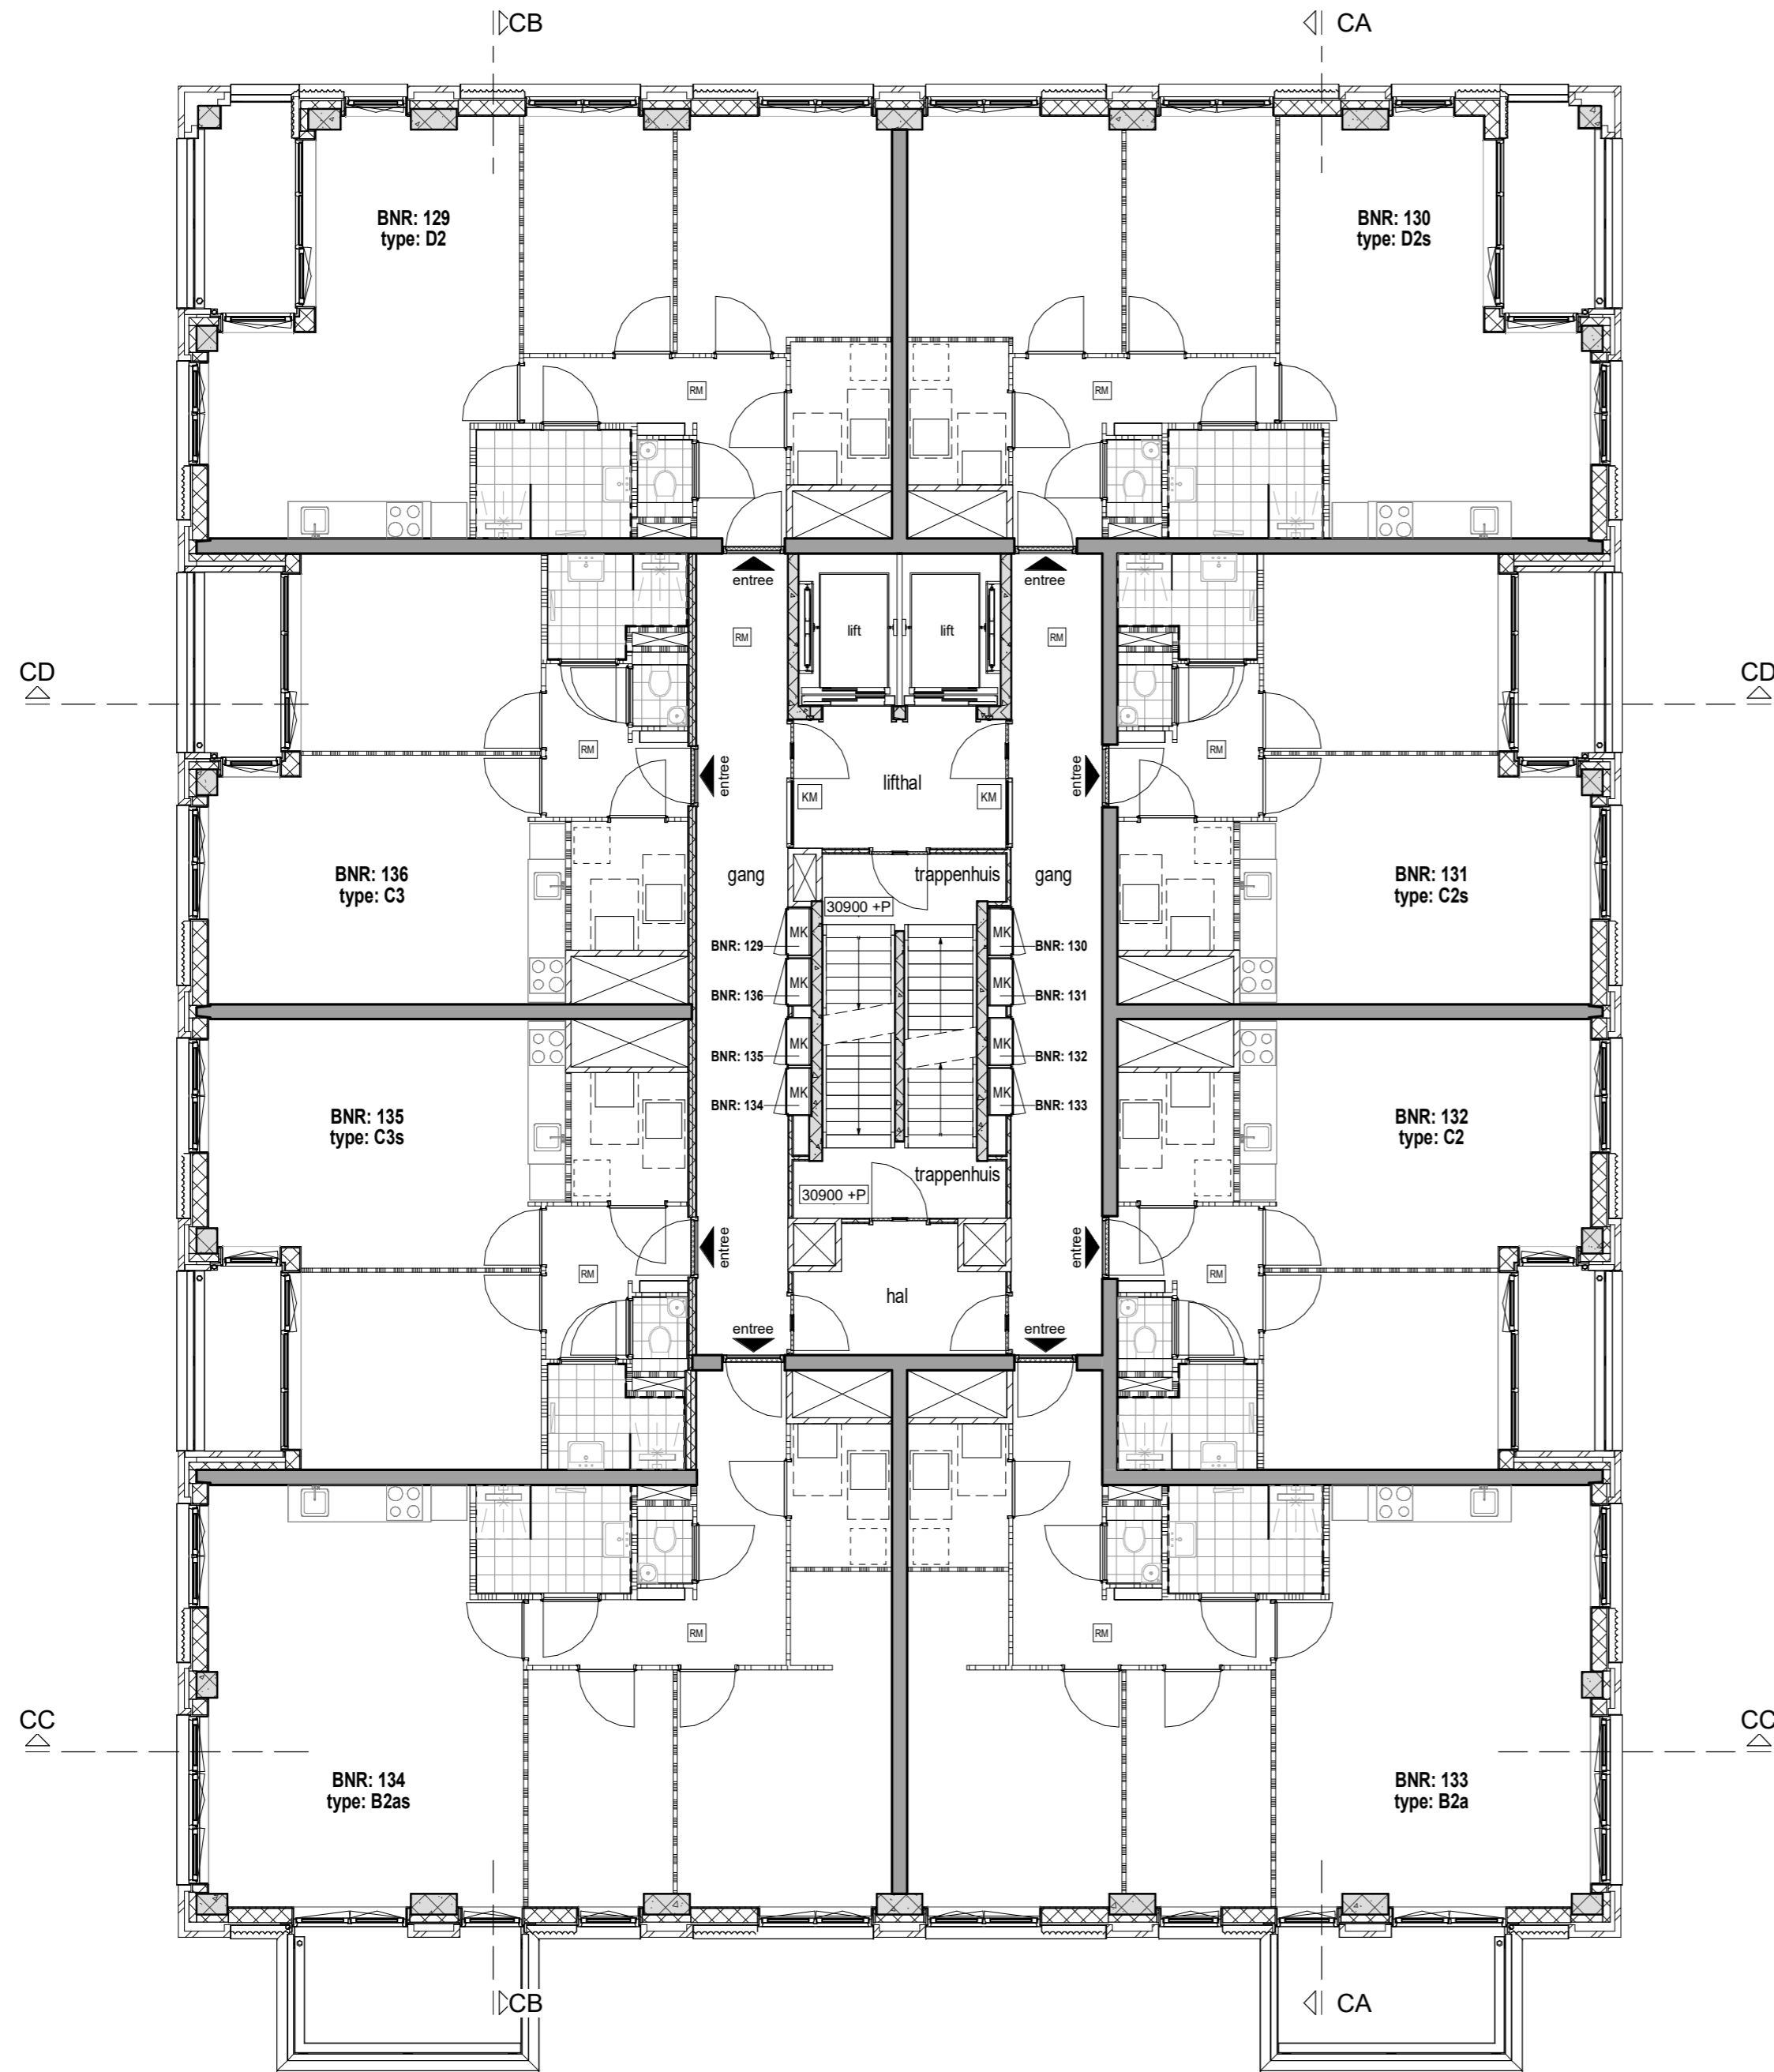 CB
CA
BNR: 129
type: D2
BNR: 130
type: D2s
RM
RM
entree
entree
RM
lift
lift
RM
CD
CD
RM
RM
entree
entree
KM
lifthal
KM
BNR: 136
type: C3
gang
trappenhuis
gang
BNR: 131
type: C2s
30900 +P
BNR: 129
MK
MK
BNR: 130
BNR: 136
MK
MK
BNR: 131
BNR: 135
MK
MK
BNR: 132
BNR: 134
MK
MK
BNR: 133
BNR: 135
type: C3s
BNR: 132
type: C2
trappenhuis
30900 +P
entree
entree
RM
RM
hal
entree
entree
RM
RM
CC
CC
BNR: 134
type: B2as
BNR: 133
type: B2a
CB
CA